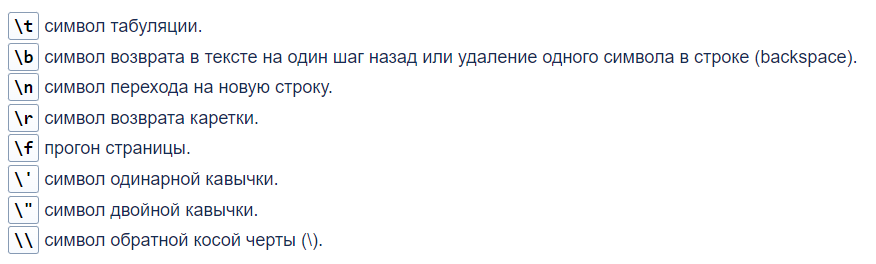 \t символ табуляции.
\b символ возврата в тексте на один шаг назад или удаление одного символа в строке (backspace).
\n символ перехода на новую строку.
\r символ возврата каретки.
\f прогон страницы.
\' символ одинарной кавычки.
\" символ двойной кавычки.
\\ символ обратной косой черты (\).